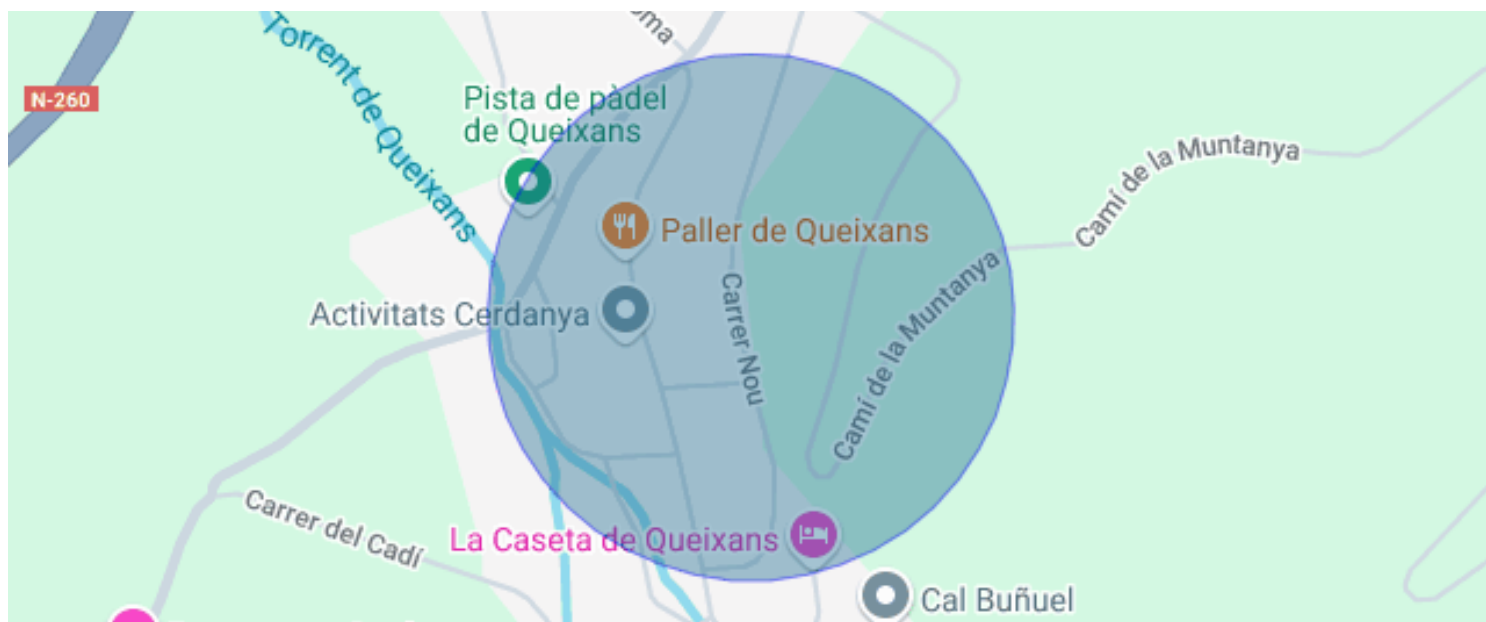 N-260
Torrent de Queixans
Pista de pàdel
de Queixans
Paller de Queixans
Camí de la Muntanya
Activitats Cerdanya
Carrer Nou
Camí de la Muntanya
Carrer del Cadí
La Caseta de Queixans
Cal Buñuel